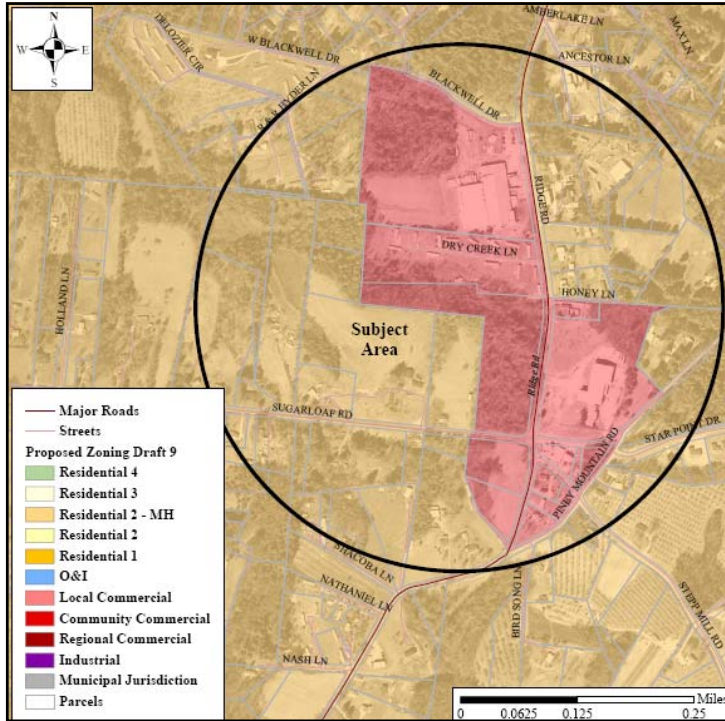 N
W E
S
AMBERLAKE LN
DELOZIER CIR
W BLACKWELL DR
ANCESTOR LN
MAX LN
BLACKWELL DR
RIDGE RD
DRY CREEK LN
HOLLAND LN
HONEY LN
Subject
Area
Ridge Rd
SUGARLOAF RD
STAR POINT DR
PINEY MOUNTAIN RD
SHACOBA LN
NATHANIEL LN
BIRD SONG LN
STEPP MILL RD
NASH LN
Major Roads
Streets
Proposed Zoning Draft 9
Residential 4
Residential 3
Residential 2 - MH
Residential 2
Residential 1
O&I
Local Commercial
Community Commercial
Regional Commercial
Industrial
Municipal Jurisdiction
Parcels
Miles
0 0.0625 0.125 0.25